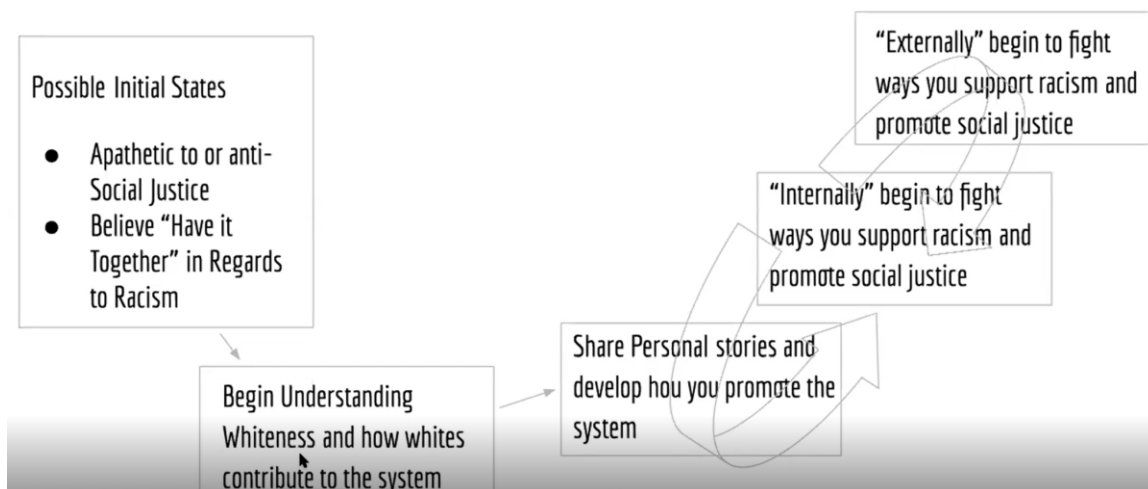 Possible Initial States
● Apathetic to or anti-
Social Justice
● Believe “Have it
Together” in Regards
to Racism
Begin Understanding
Whiteness and how whites
contribute to the system
Share Personal stories and
develop hou you promote the
system
“Internally” begin to fight
ways you support racism and
promote social justice
“Externally” begin to fight
ways you support racism and
promote social justice